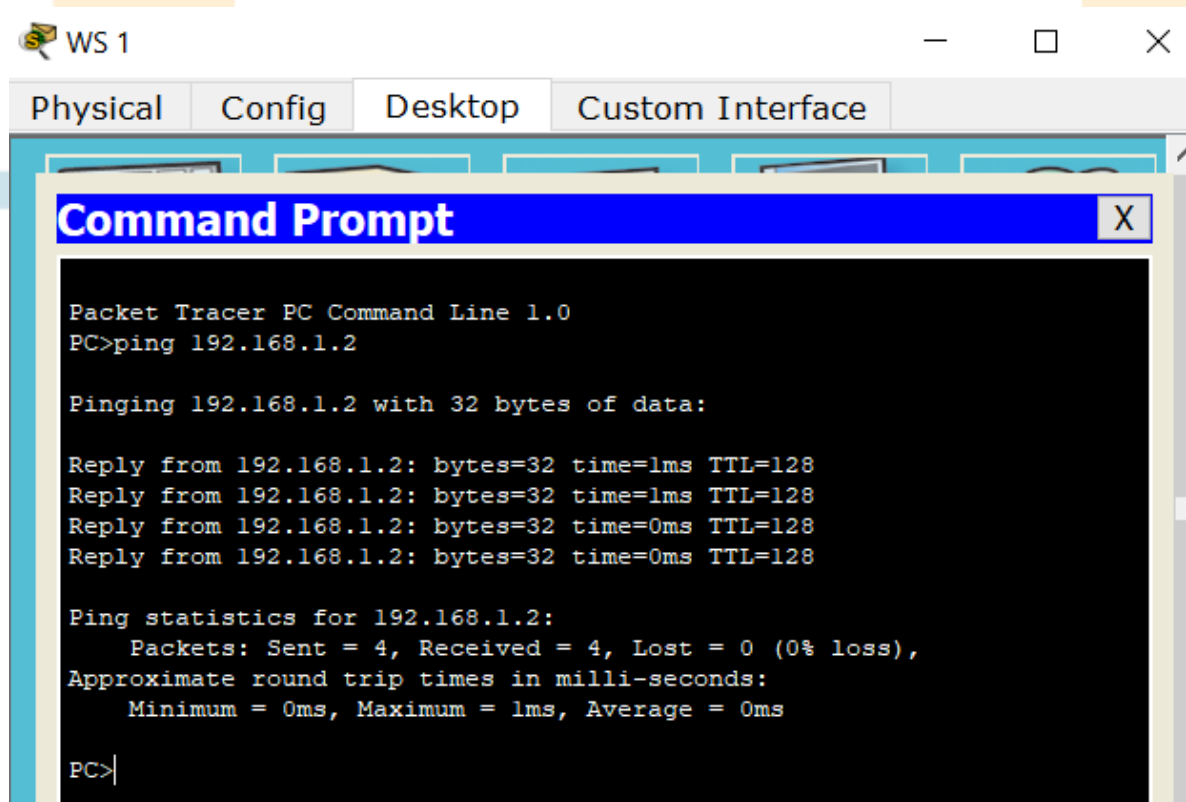 WS 1
Physical Config Desktop Custom Interface
Command Prompt X
Packet Tracer PC Command Line 1.0
PC>ping 192.168.1.2
Pinging 192.168.1.2 with 32 bytes of data:
Reply from 192.168.1.2: bytes=32 time=1ms TTL=128
Reply from 192.168.1.2: bytes=32 time=1ms TTL=128
Reply from 192.168.1.2: bytes=32 time=0ms TTL=128
Reply from 192.168.1.2: bytes=32 time=0ms TTL=128
Ping statistics for 192.168.1.2:
Packets: Sent = 4, Received = 4, Lost = 0 (0% loss),
Approximate round trip times in milli-seconds:
Minimum = 0ms, Maximum = 1ms, Average = 0ms
PC>